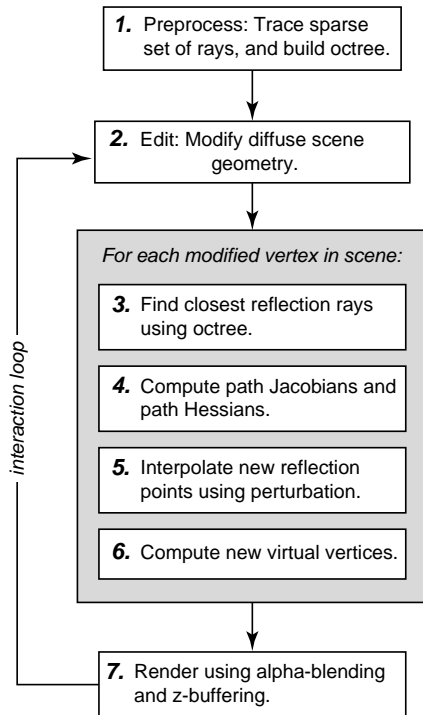 1. Preprocess: Trace sparse
set of rays, and build octree.
2. Edit: Modify diffuse scene
geometry.
For each modified vertex in scene:
3. Find closest reflection rays
using octree.
4. Compute path Jacobians and
path Hessians.
5. Interpolate new reflection
points using perturbation.
6. Compute new virtual vertices.
7. Render using alpha-blending
and z-buffering.
interaction loop